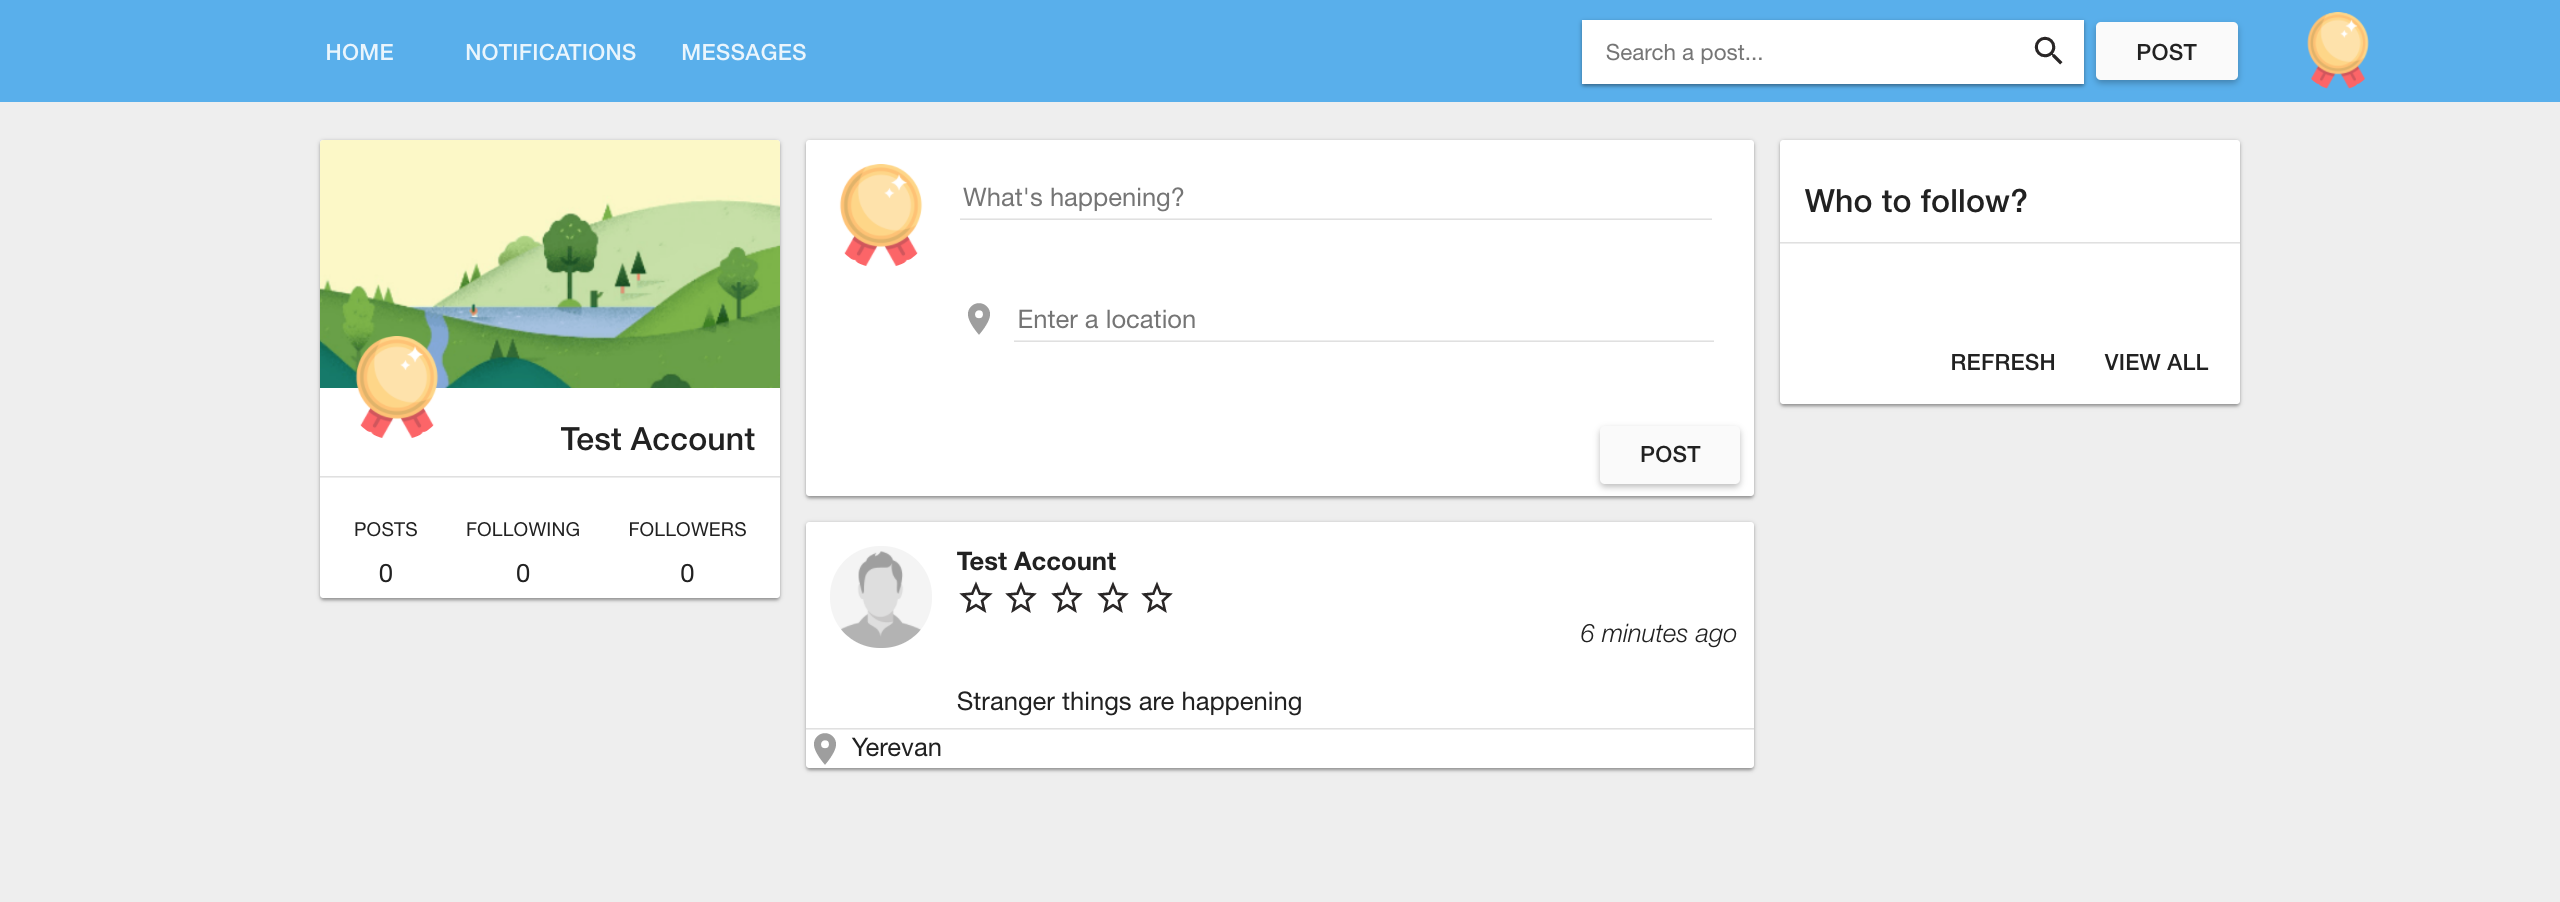 HOME NOTIFICATIONS MESSAGES Search a post... POST
Test Account
POSTS FOLLOWING FOLLOWERS
0 0 0
What's happening?
Enter a location
POST
Test Account
6 minutes ago
Stranger things are happening
Yerevan
Who to follow?
REFRESH VIEW ALL